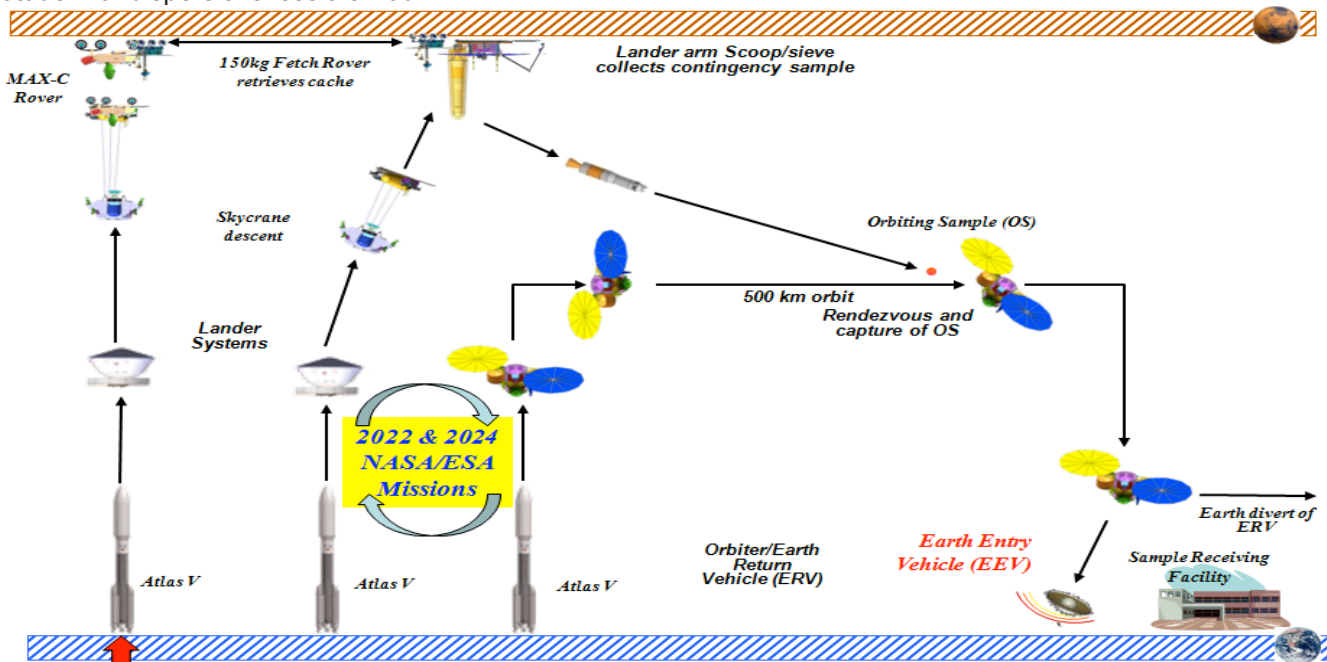 MAX-C
Rover
150kg Fetch Rover
retrieves cache
Lander arm Scoop/sieve
collects contingency sample
Skycrane
descent
Orbiting Sample (OS)
500 km orbit
Rendezvous and
capture of OS
Lander
Systems
2022 & 2024
NASA/ESA
Missions
Atlas V
Atlas V
Atlas V
Orbiter/Earth
Return
Vehicle (ERV)
Earth Entry
Vehicle (EEV)
Earth divert of
ERV
Sample Receiving
Facility